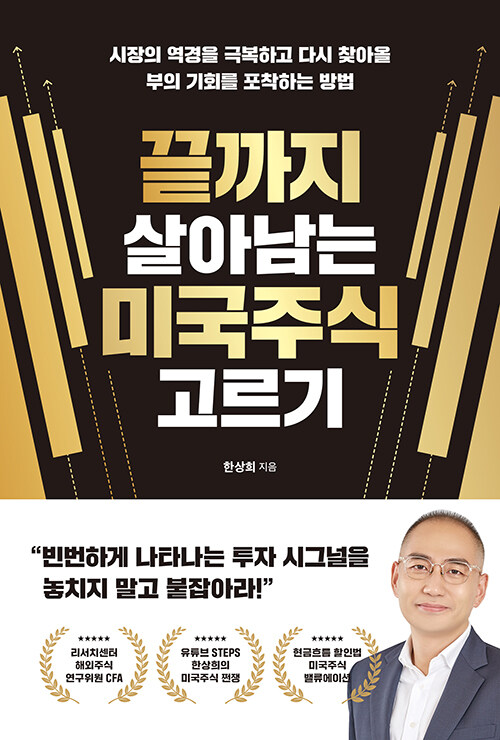 시장의 역경을 극복하고 다시 찾아올
부의 기회를 포착하는 방법
끝까지
살아남는
미국주식
고르기
한상희 지음
“빈번하게 나타나는 투자 시그널을
놓치지 말고 붙잡아라!”
★★★★★
리서치센터
해외주식
연구위원 CFA
★★★★★
유튜브 STEPS
한상희의
미국주식 전쟁
★★★★★
현금흐름 할인법
미국주식
밸류에이션